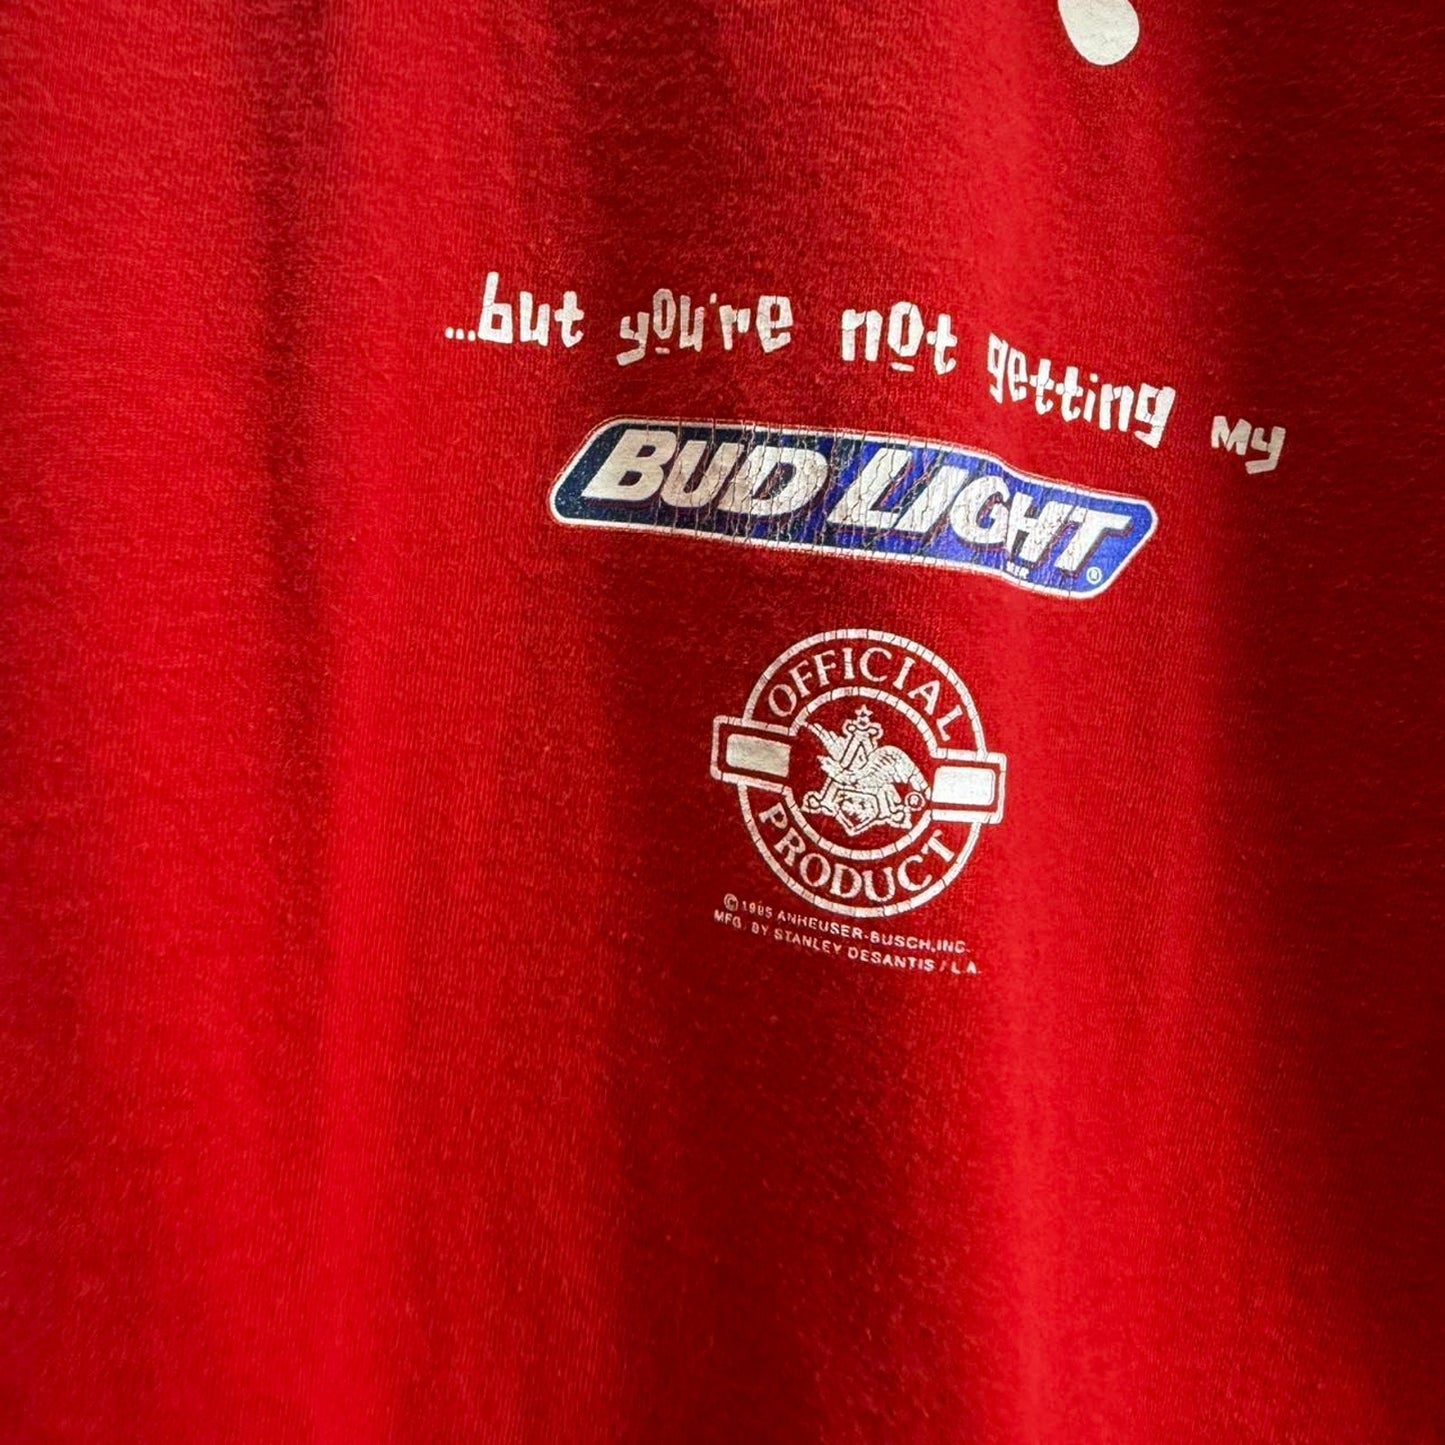 ...but you're not getting my
BUD LIGHT®
OFFICIAL
A
®
PRODUCT
© 1995 ANHEUSER-BUSCH, INC.
MFG. BY STANLEY DESANTIS / L.A.